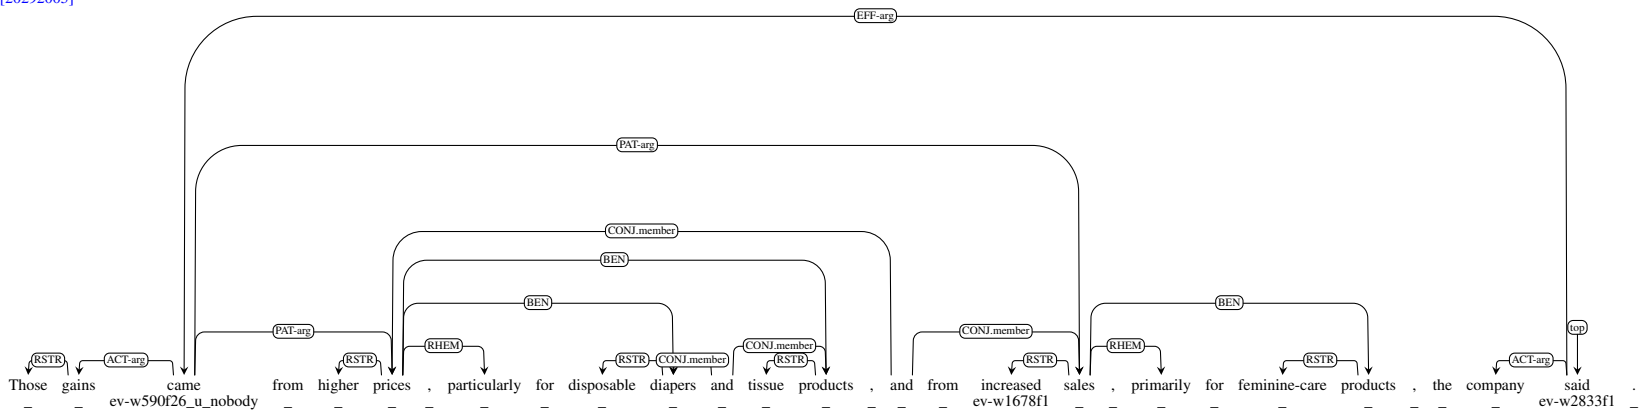 EFF-arg
PAT-arg
CONJ.member
BEN
BEN BEN
top
PAT-arg CONJ.member
RHEM CONJ.member RHEM
RSTR ACT-arg RSTR RSTR CONJ.member RSTR RSTR RSTR ACT-arg
Those gains came from higher prices , particularly for disposable diapers and tissue products , and from increased sales , primarily for feminine-care products , the company said .
_ _ ev-w590f26_u_nobody _ _ _ _ _ _ _ _ _ _ _ _ _ _ ev-w1678f1 _ _ _ _ _ _ _ _ _ ev-w2833f1 _